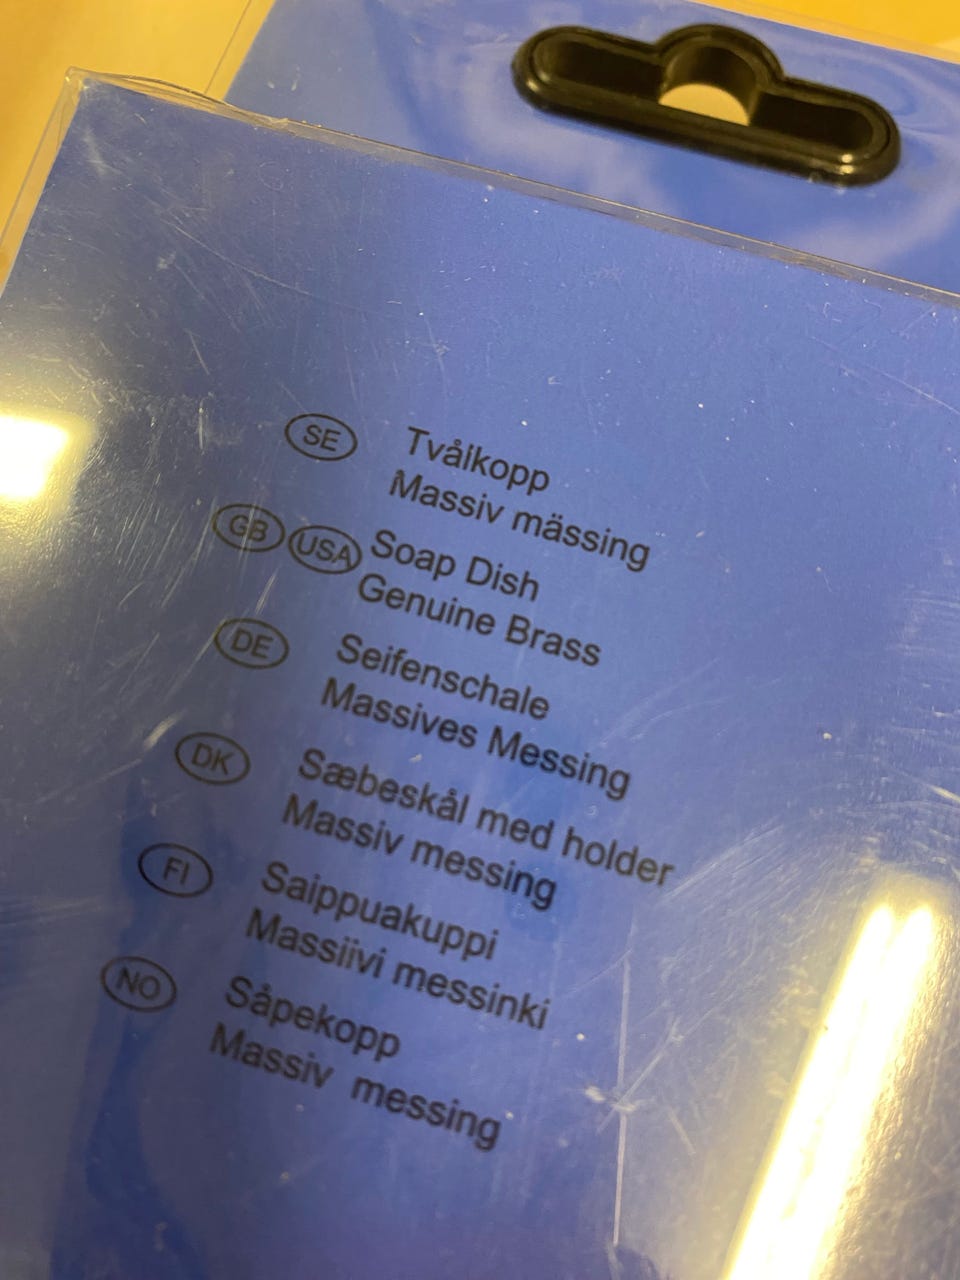 SE Tvålkopp
Massiv mässing
GB USA Soap Dish
Genuine Brass
DE Seifenschale
Massives Messing
DK Sæbeskål med holder
Massiv messing
FI Saippuakuppi
Massiivi messinki
NO Såpekopp
Massiv messing